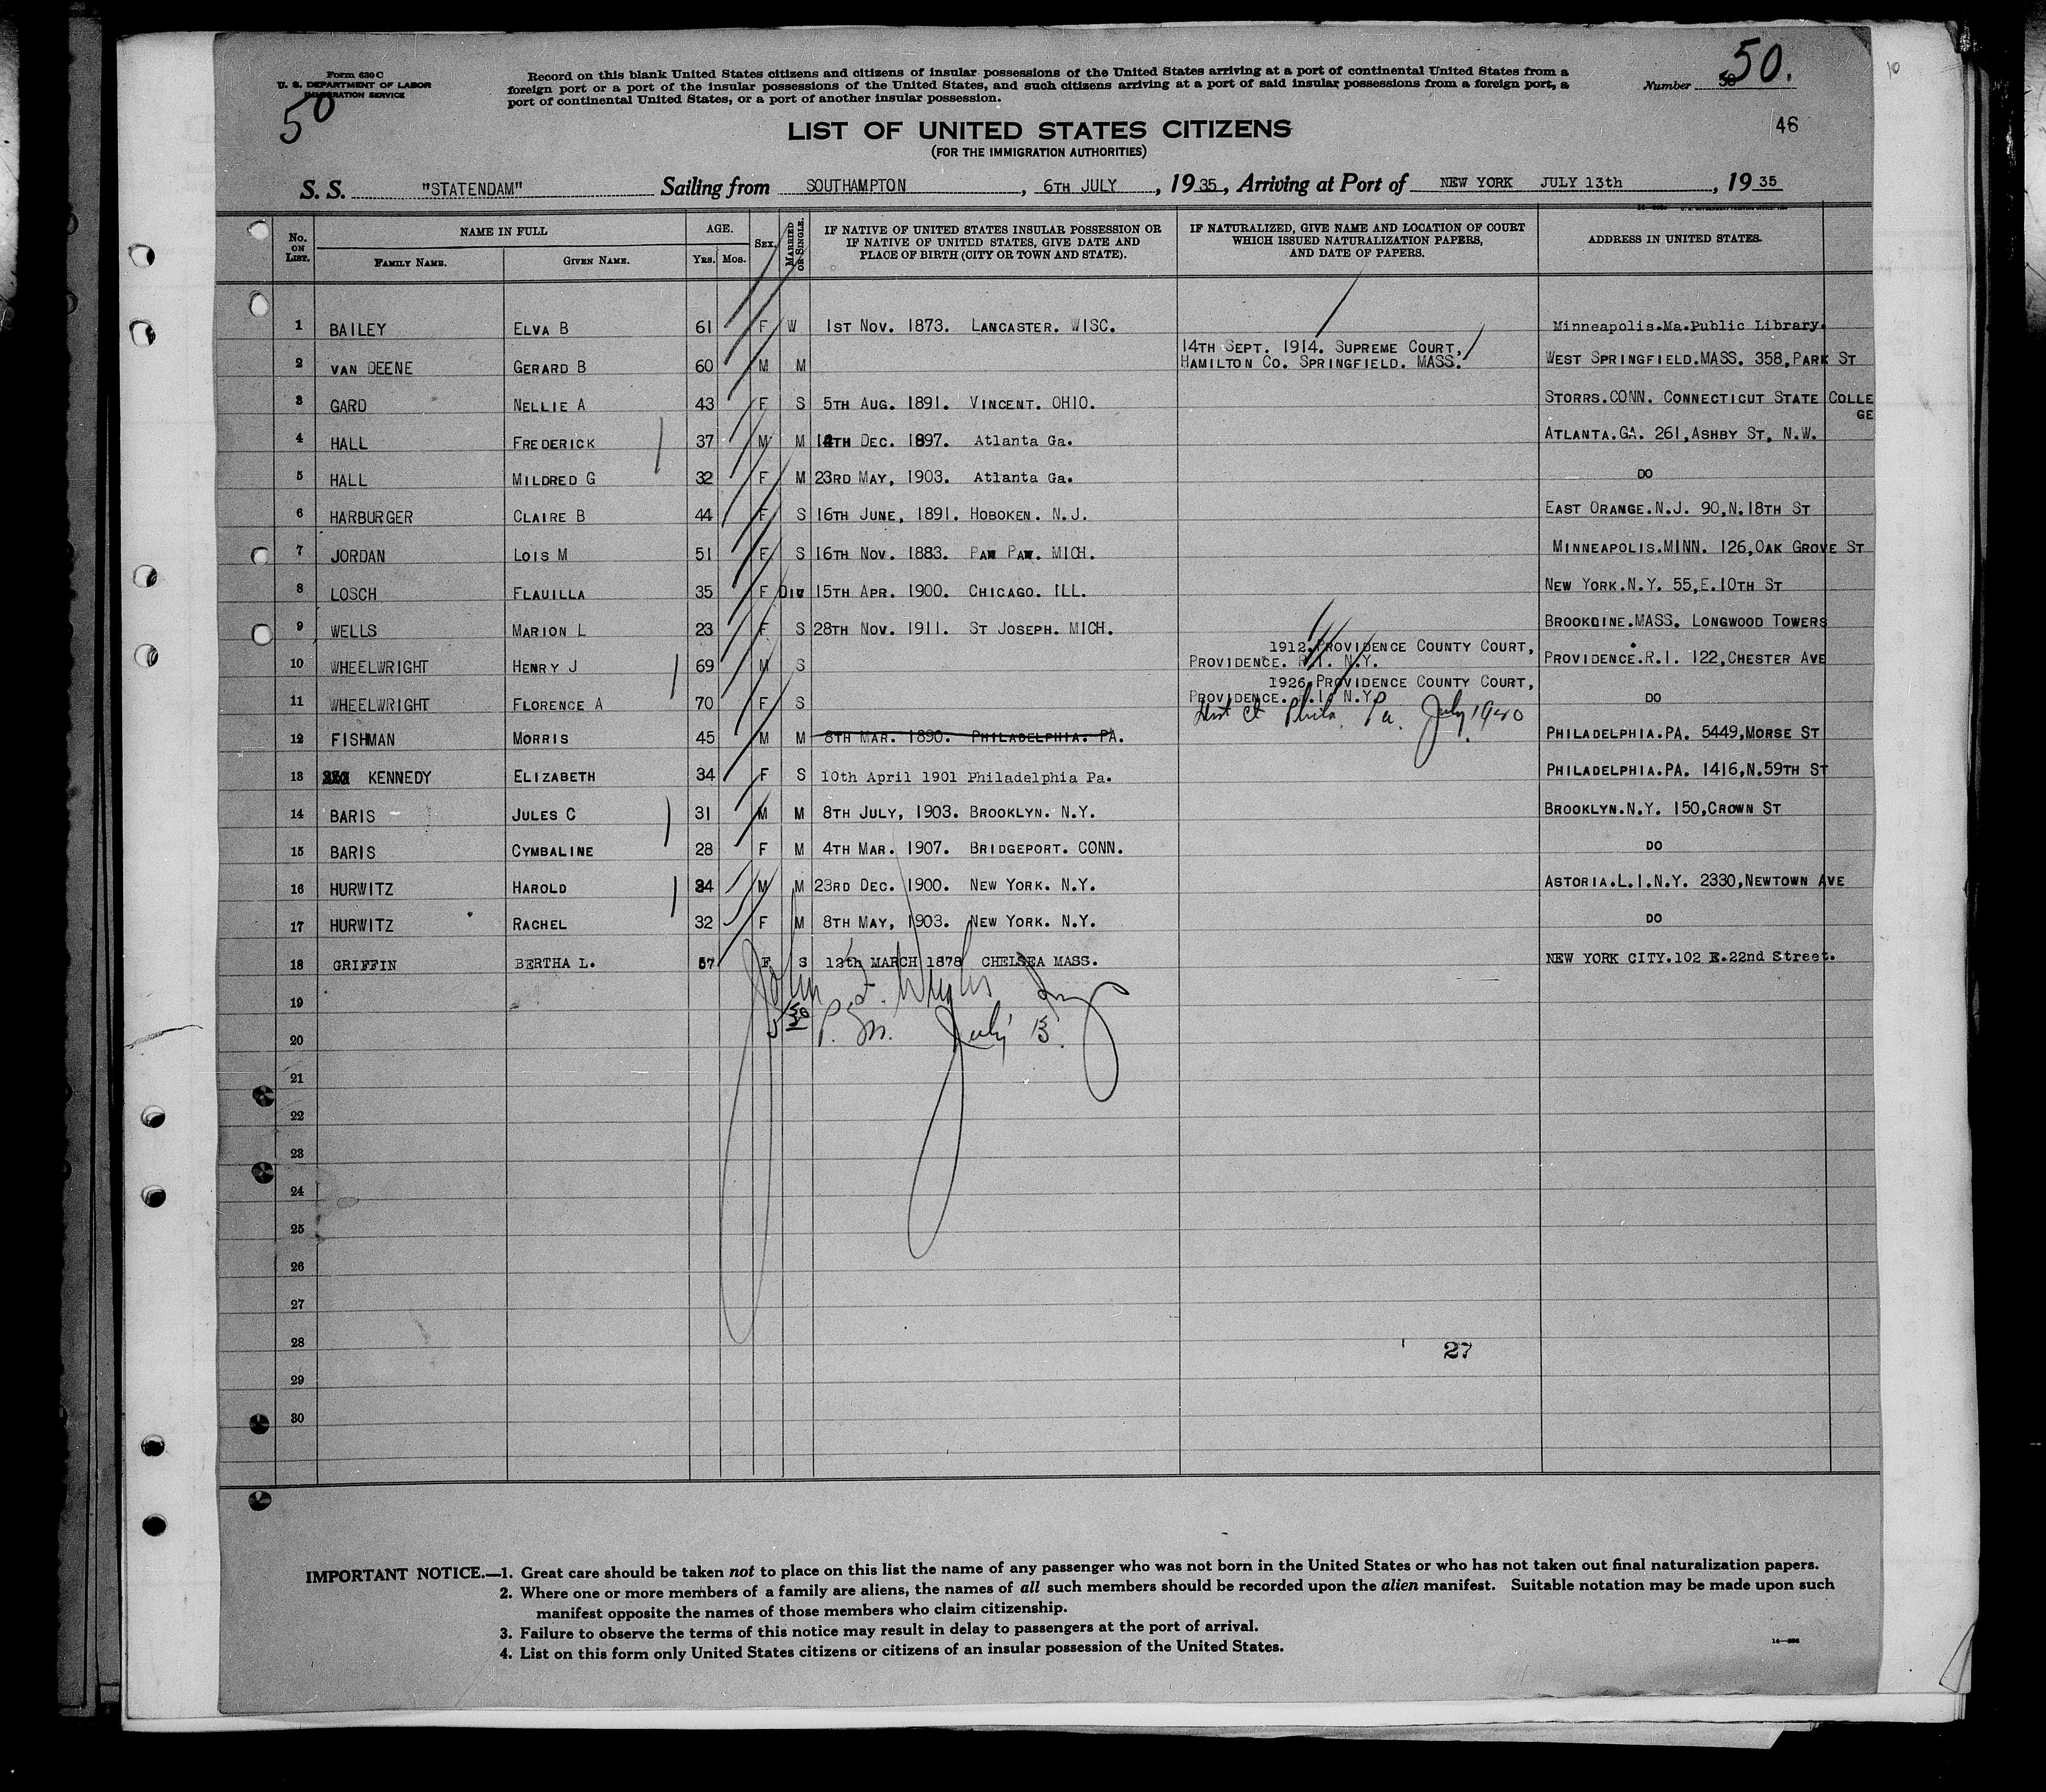 Form 630 C
U. S. DEPARTMENT OF LABOR
IMMIGRATION SERVICE
50
Record on this blank United States citizens and citizens of insular possessions of the United States arriving at a port of continental United States from a
foreign port or a port of the insular possessions of the United States, and such citizens arriving at a port of said insular possessions from a foreign port, a
port of continental United States, or a port of another insular possession.
Number 50 50.
46
10
LIST OF UNITED STATES CITIZENS
(FOR THE IMMIGRATION AUTHORITIES)
S. S. "STATENDAM" Sailing from SOUTHAMPTON, 6TH JULY, 1935, Arriving at Port of NEW YORK JULY 13th, 1935
No. ON LIST. NAME IN FULL FAMILY NAME. GIVEN NAME. AGE. YRS. MOS. SEX. MARRIED OR SINGLE. IF NATIVE OF UNITED STATES INSULAR POSSESSION OR IF NATIVE OF UNITED STATES, GIVE DATE AND PLACE OF BIRTH (CITY OR TOWN AND STATE). IF NATURALIZED, GIVE NAME AND LOCATION OF COURT WHICH ISSUED NATURALIZATION PAPERS, AND DATE OF PAPERS. ADDRESS IN UNITED STATES.
1 BAILEY ELVA B 61 F W 1ST NOV. 1873. LANCASTER. WISC. Minneapolis.Ma.Public Library.
2 VAN DEENE GERARD B 60 M M 14TH SEPT. 1914. SUPREME COURT, HAMILTON CO. SPRINGFIELD. MASS. WEST SPRINGFIELD.MASS. 358,PARK ST
3 GARD NELLIE A 43 F S 5TH AUG. 1891. VINCENT. OHIO. STORRS.CONN. CONNECTICUT STATE COLLE
GE
4 HALL FREDERICK 37 M M 14TH DEC. 1897. Atlanta Ga. ATLANTA.GA. 261,ASHBY ST, N.W.
5 HALL MILDRED G 32 F M 23RD MAY, 1903. Atlanta Ga. DO
6 HARBURGER CLAIRE B 44 F S 16TH JUNE, 1891. HOBOKEN. N.J. EAST ORANGE.N.J. 90,N.18TH ST
7 JORDAN LOIS M 51 F S 16TH NOV. 1883. PAW PAW. MICH. MINNEAPOLIS.MINN. 126,OAK GROVE ST
8 LOSCH FLAUILLA 35 F DIV 15TH APR. 1900. CHICAGO. ILL. NEW YORK.N.Y. 55,E.10TH ST
9 WELLS MARION L 23 F S 28TH NOV. 1911. ST JOSEPH. MICH. BROOKDINE.MASS. LONGWOOD TOWERS
10 WHEELWRIGHT HENRY J 69 M S 1912.PROVIDENCE COUNTY COURT, PROVIDENCE. R.I. N.Y. PROVIDENCE.R.I. 122,CHESTER AVE
11 WHEELWRIGHT FLORENCE A 70 F S 1926 PROVIDENCE COUNTY COURT, PROVIDENCE. R.I. N.Y. DO
Dist Ct Phila. Pa. July 1920
12 FISHMAN MORRIS 45 M M 8TH MAR. 1890. PHILADELPHIA. PA. PHILADELPHIA.PA. 5449,MORSE ST
13 KENNEDY ELIZABETH 34 F S 10th April 1901 Philadelphia Pa. PHILADELPHIA.PA. 1416,N.59TH ST
14 BARIS JULES C 31 M M 8TH JULY, 1903. BROOKLYN. N.Y. BROOKLYN.N.Y. 150,CROWN ST
15 BARIS CYMBALINE 28 F M 4TH MAR. 1907. BRIDGEPORT. CONN. DO
16 HURWITZ HAROLD 34 M M 23RD DEC. 1900. NEW YORK. N.Y. ASTORIA.L.I.N.Y. 2330,NEWTOWN AVE
17 HURWITZ RACHEL 32 F M 8TH MAY, 1903. NEW YORK. N.Y. DO
18 GRIFFIN BERTHA L. 57 F S 12th MARCH 1878 CHELSEA MASS. NEW YORK CITY.102 E.22nd Street.
19
John J.
20
P. M. July 13.
21
22
23
24
25
26
27
28
27
29
30
IMPORTANT NOTICE.—1. Great care should be taken not to place on this list the name of any passenger who was not born in the United States or who has not taken out final naturalization papers.
2. Where one or more members of a family are aliens, the names of all such members should be recorded upon the alien manifest. Suitable notation may be made upon such
manifest opposite the names of those members who claim citizenship.
3. Failure to observe the terms of this notice may result in delay to passengers at the port of arrival.
4. List on this form only United States citizens or citizens of an insular possession of the United States.